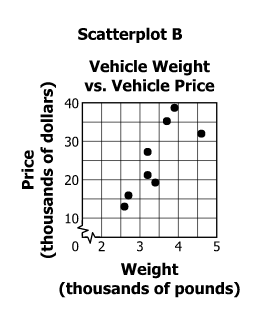 Scatterplot B
Vehicle Weight
vs. Vehicle Price
Price
(thousands of dollars)
40
30
20
10
0 2 3 4 5
Weight
(thousands of pounds)